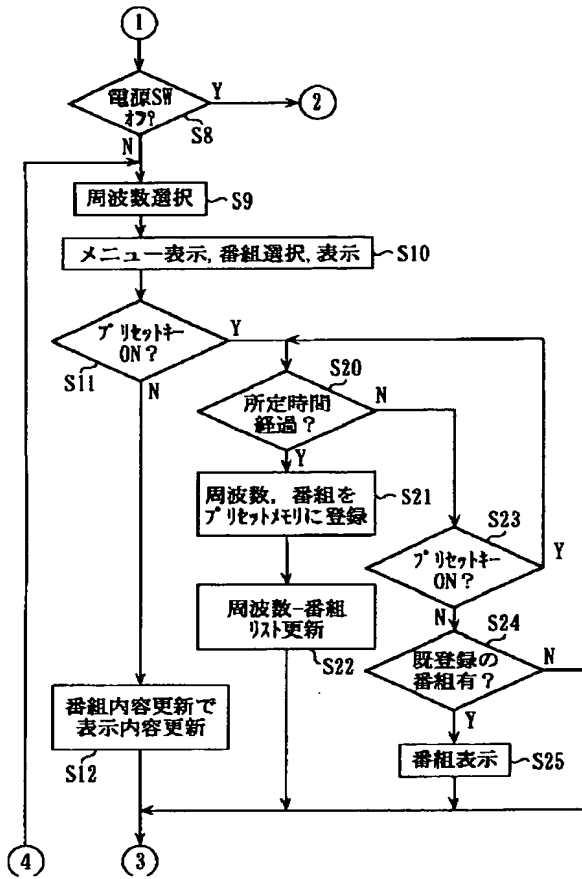 1
電源SW
オフ?
Y
2
S8
N
周波数選択
S9
メニュー表示, 番組選択, 表示
S10
プリセットキー
ON?
Y
S11
N
S20
所定時間
経過?
N
Y
周波数, 番組を
プリセットメモリに登録
S21
S23
プリセットキー
ON?
Y
N
周波数-番組
リスト更新
S22
S24
既登録の
番組有?
N
Y
番組内容更新で
表示内容更新
S12
番組表示
S25
4
3